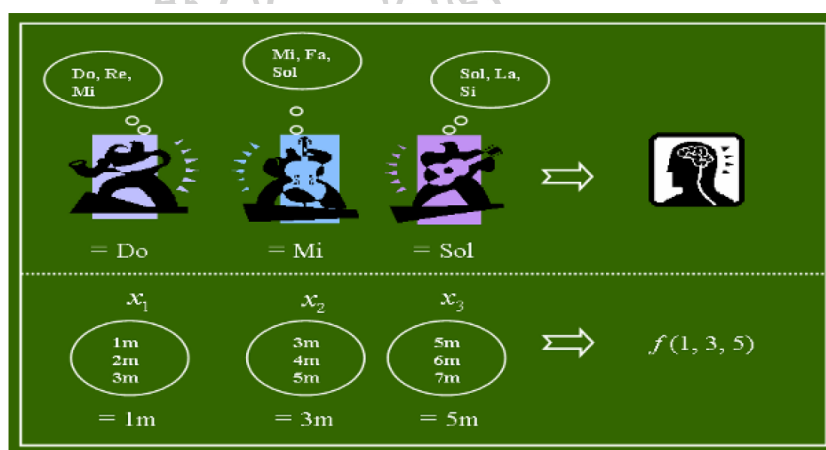 Do, Re,
Mi
Mi, Fa,
Sol
Sol, La,
Si
= Do
= Mi
= Sol
x₁
x₂
x₃
1m
2m
3m
3m
4m
5m
5m
6m
7m
f (1, 3, 5)
= 1m
= 3m
= 5m